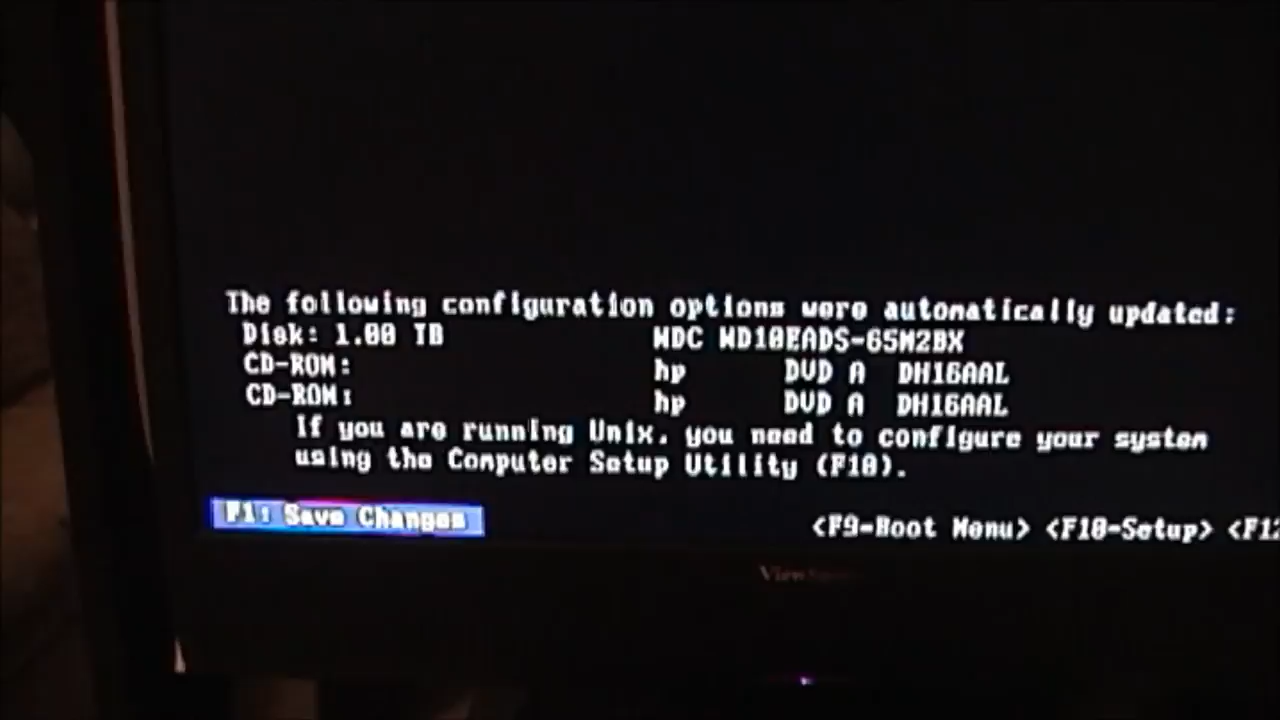 The following configuration options were automatically updated:
Disk: 1.00 TB WDC WD10EADS-65M2BX
CD-ROM: hp DVD A DH16AAL
CD-ROM: hp DVD A DH16AAL
If you are running Unix, you need to configure your system
using the Computer Setup Utility (F10).
F1: Save Changes <F9-Boot Menu> <F10-Setup> <F12